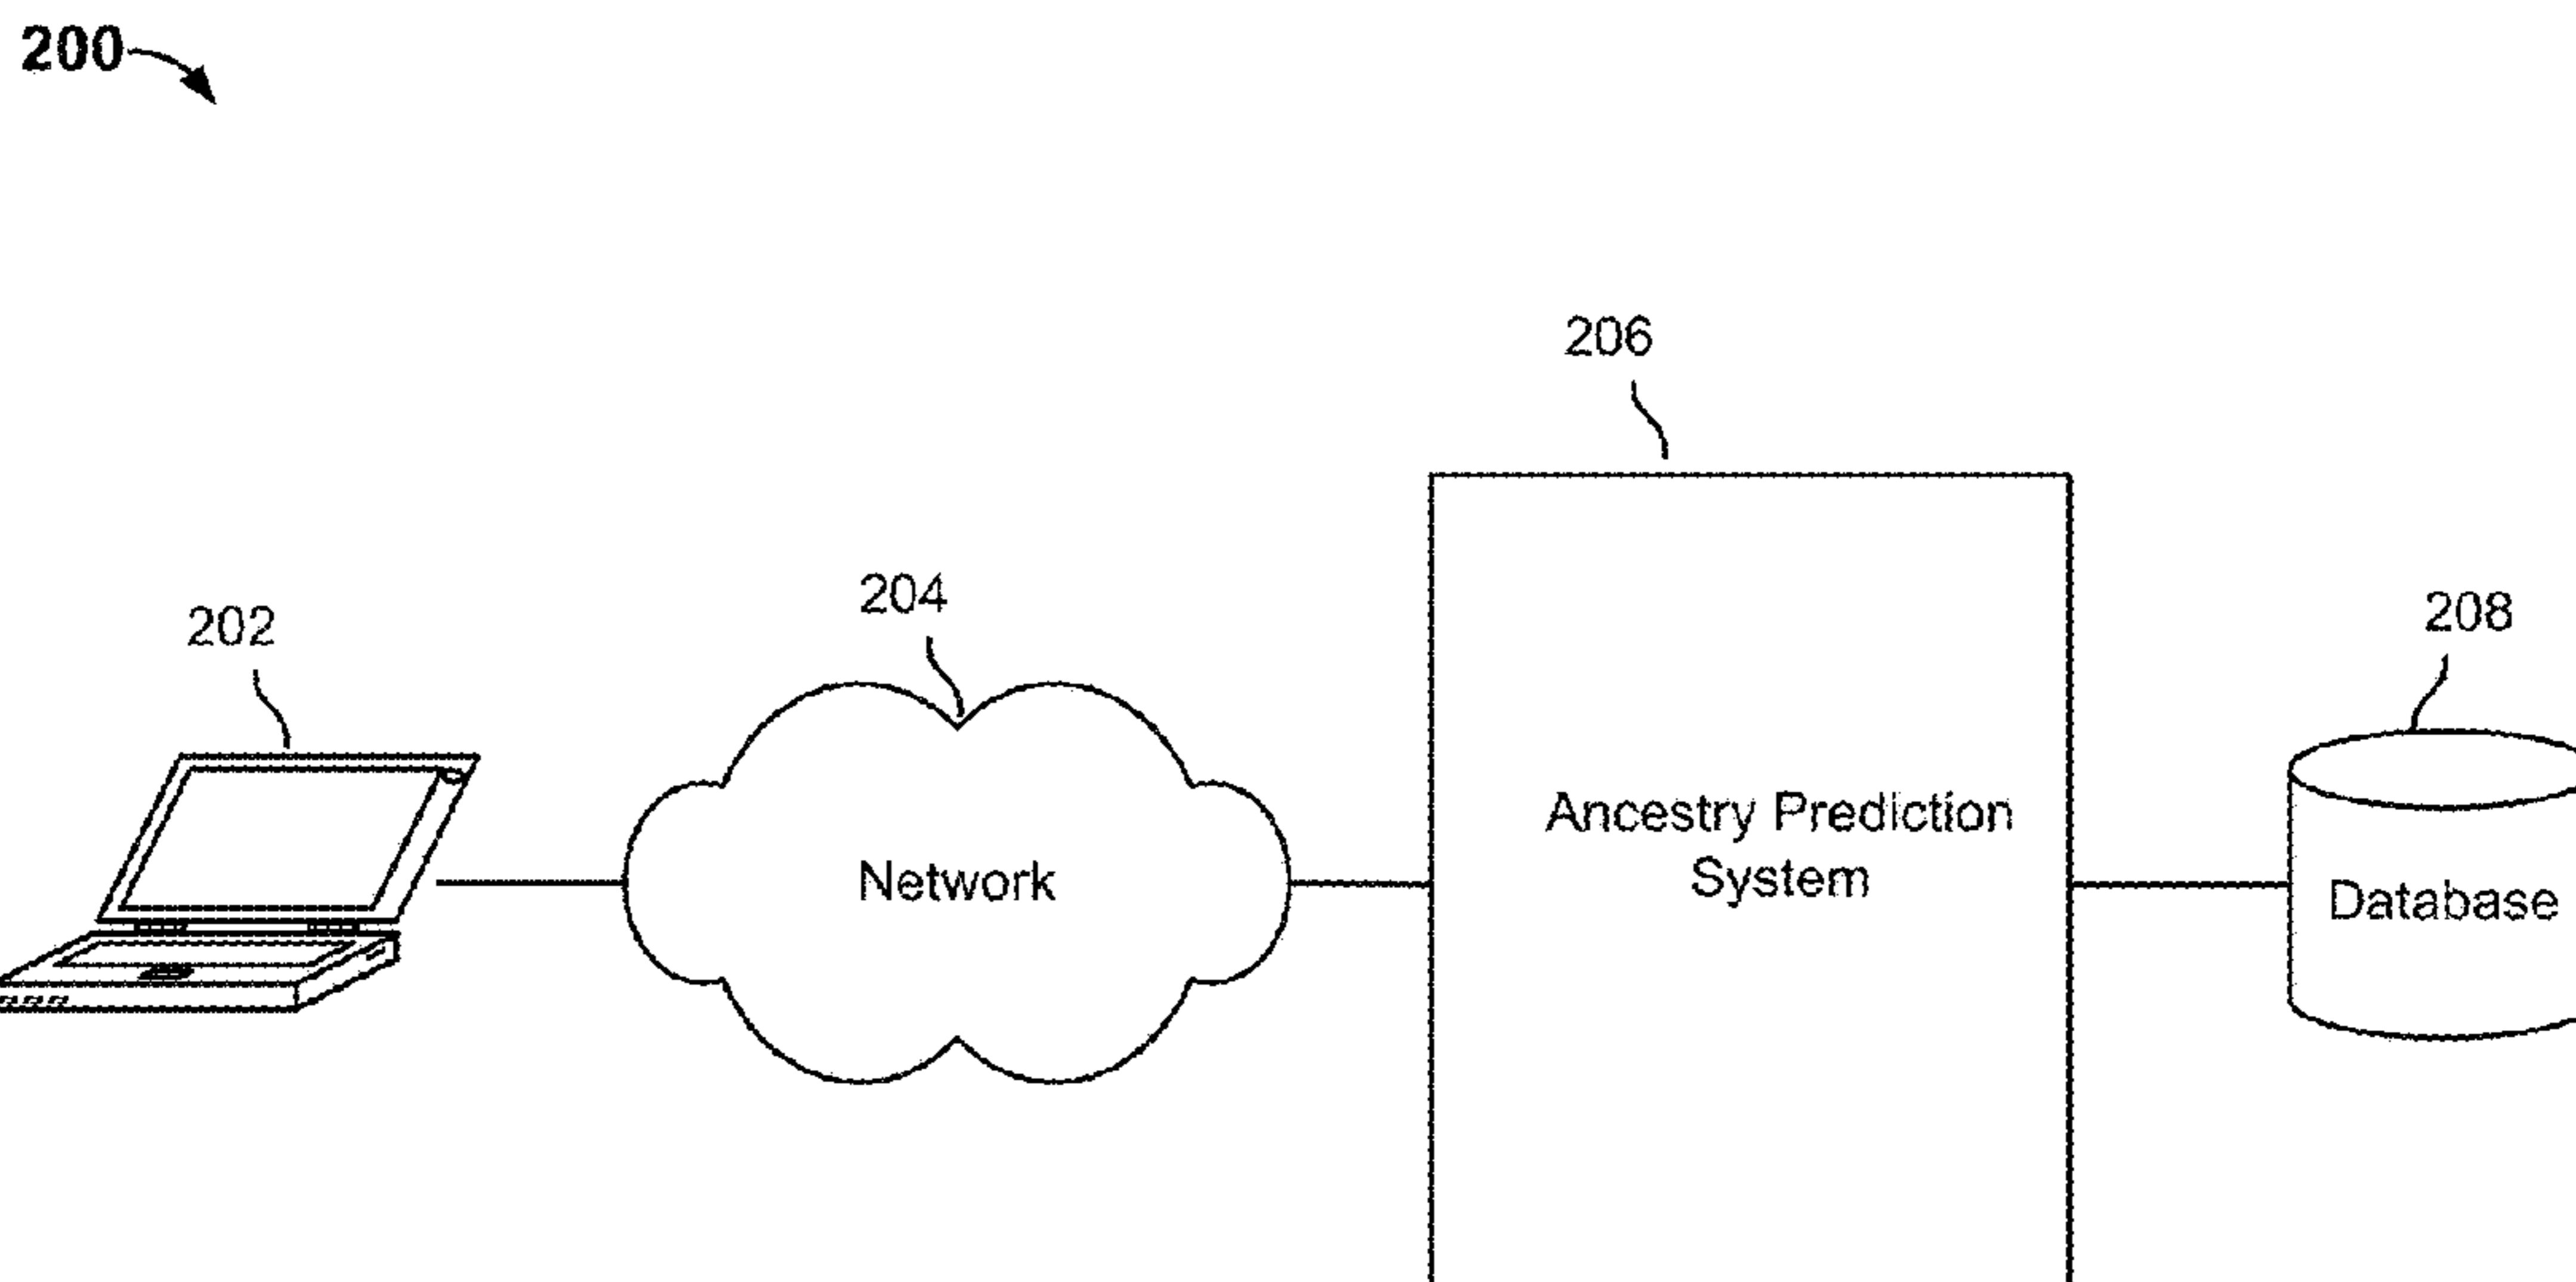 200
206
204
202
208
Ancestry Prediction
System
Network
Database